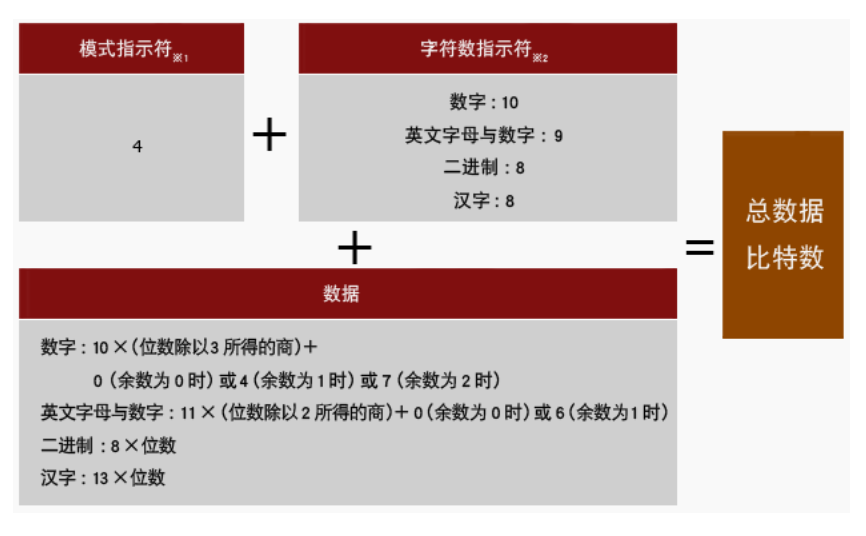 模式指示符※1
4
+
字符数指示符※2
数字：10
英文字母与数字：9
二进制：8
汉字：8
+
数据
数字：10×(位数除以3所得的商)+
0（余数为0时）或4（余数为1时）或7（余数为2时）
英文字母与数字：11×(位数除以2所得的商)+0(余数为0时)或6(余数为1时)
二进制：8×位数
汉字：13×位数
=
总数据
比特数